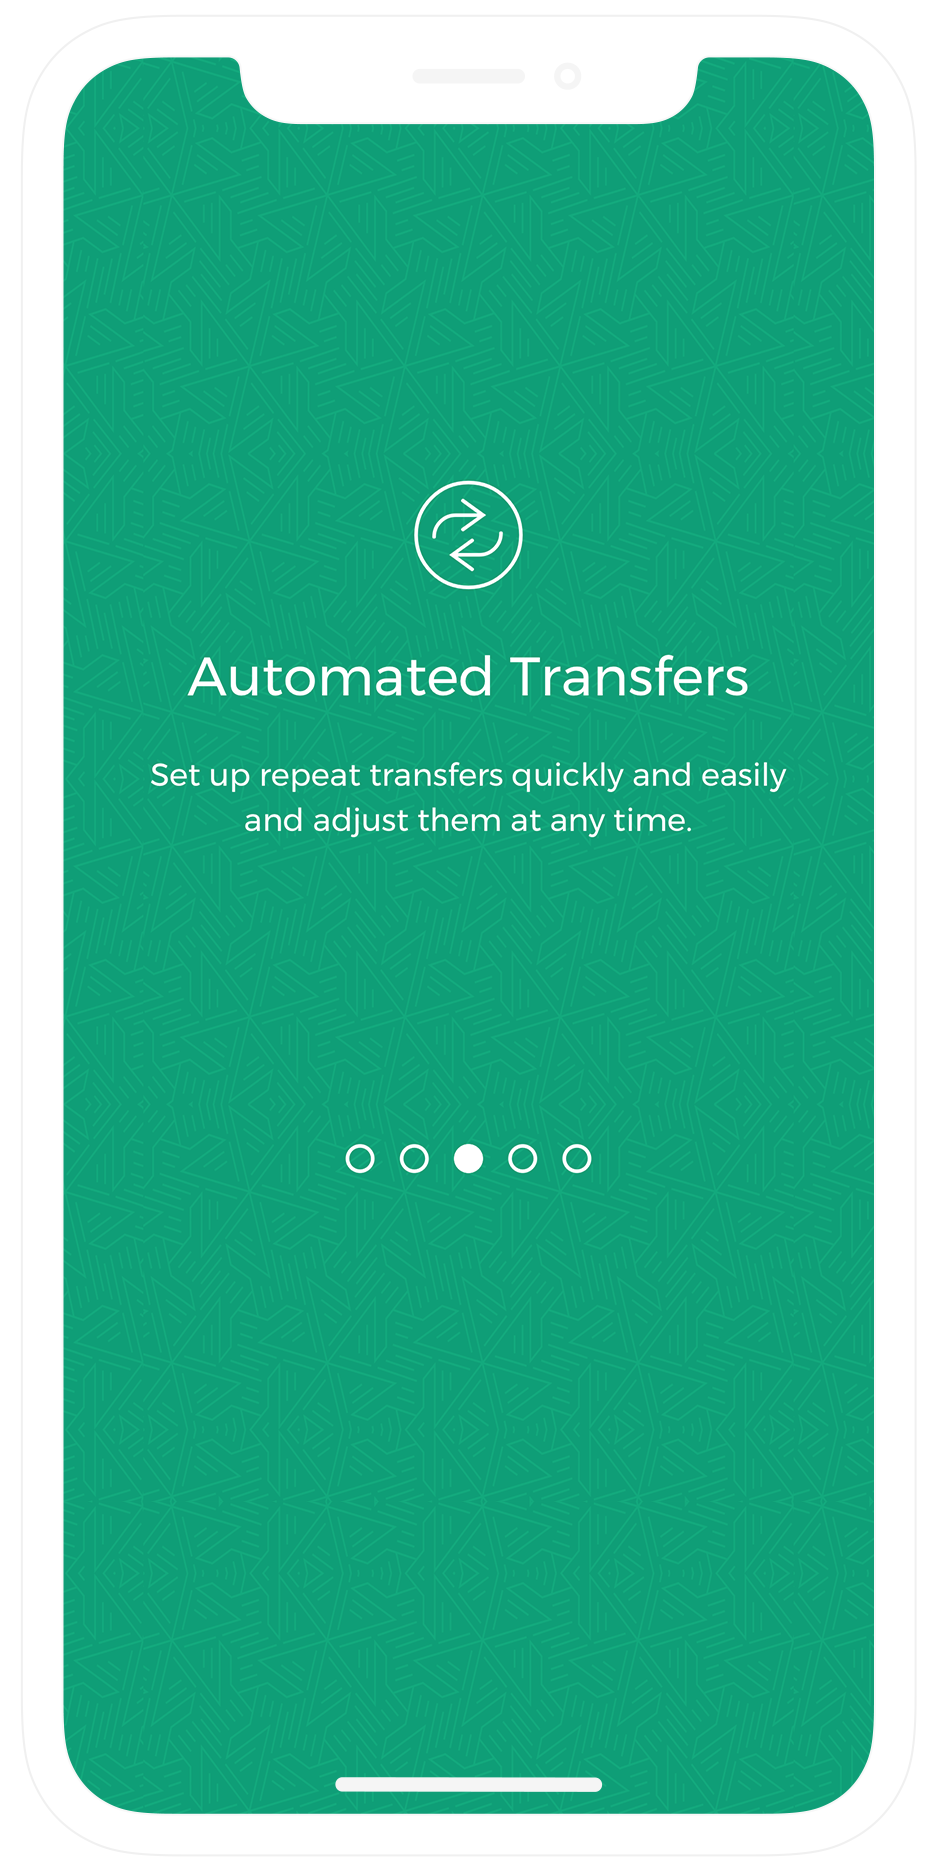 Automated Transfers
Set up repeat transfers quickly and easily
and adjust them at any time.